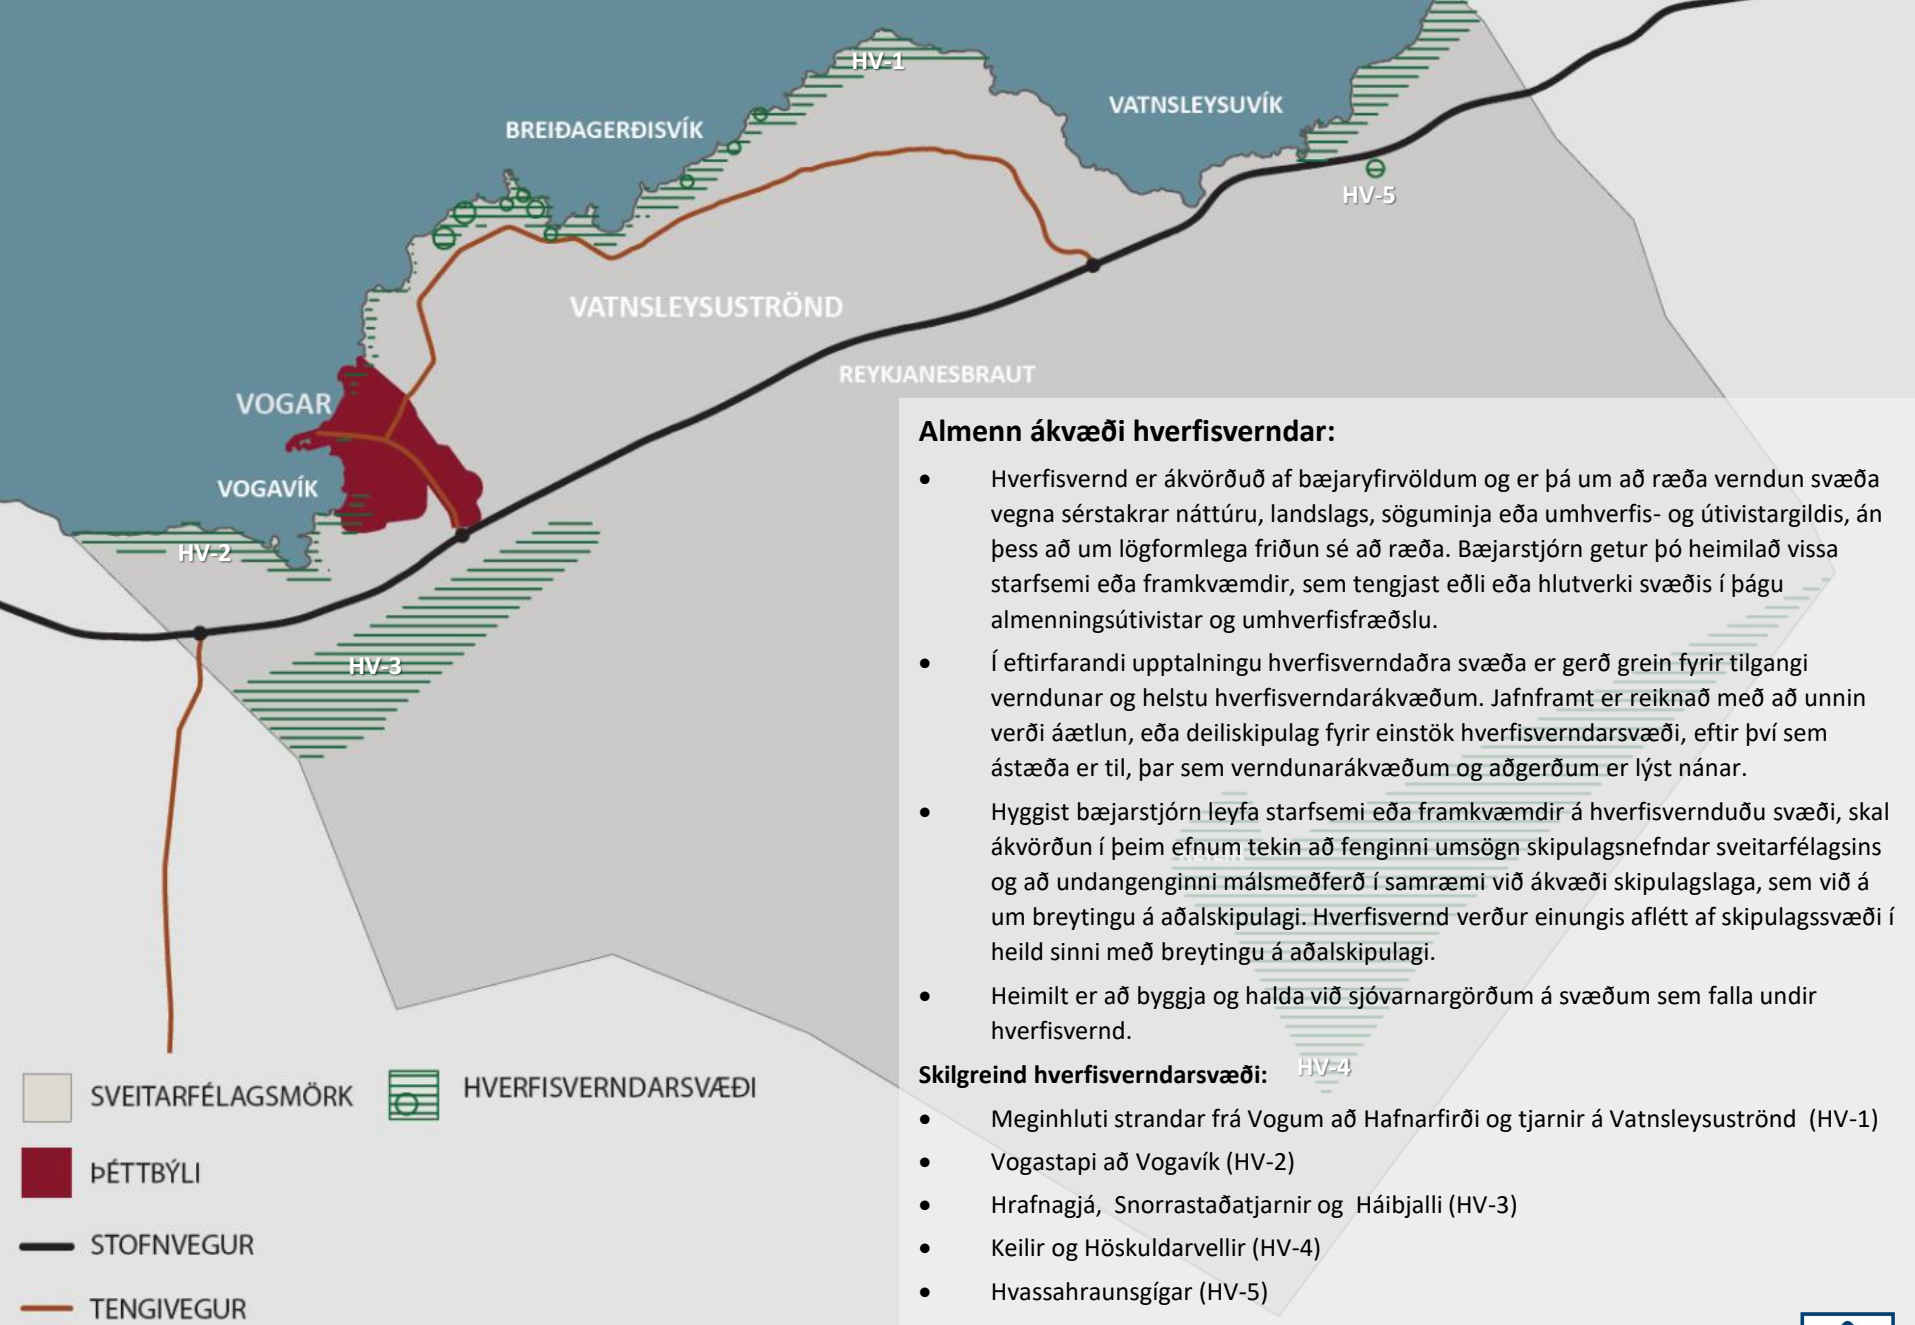 HV-1
VATNSLEYSUVÍK
BREIÐAGERÐISVÍK
HV-5
VATNSLEYSUSTRÖND
REYKJANESBRAUT
VOGAR
VOGAVÍK
HV-2
HV-3
Almenn ákvæði hverfisverndar:
• Hverfisvernd er ákvörðuð af bæjaryfirvöldum og er þá um að ræða verndun svæða
vegna sérstakrar náttúru, landslags, söguminja eða umhverfis- og útivistargildis, án
þess að um lögformlega friðun sé að ræða. Bæjarstjórn getur þó heimilað vissa
starfsemi eða framkvæmdir, sem tengjast eðli eða hlutverki svæðis í þágu
almenningsútivistar og umhverfisfræðslu.
• Í eftirfarandi upptalningu hverfisverndaðra svæða er gerð grein fyrir tilgangi
verndunar og helstu hverfisverndarákvæðum. Jafnframt er reiknað með að unnin
verði áætlun, eða deiliskipulag fyrir einstök hverfisverndarsvæði, eftir því sem
ástæða er til, þar sem verndunarákvæðum og aðgerðum er lýst nánar.
• Hyggist bæjarstjórn leyfa starfsemi eða framkvæmdir á hverfisvernduðu svæði, skal
ákvörðun í þeim efnum tekin að fenginni umsögn skipulagsnefndar sveitarfélagsins
og að undangenginni málsmeðferð í samræmi við ákvæði skipulagslaga, sem við á
um breytingu á aðalskipulagi. Hverfisvernd verður einungis aflétt af skipulagssvæði í
heild sinni með breytingu á aðalskipulagi.
• Heimilt er að byggja og halda við sjóvarnargörðum á svæðum sem falla undir
hverfisvernd.
HV-4
Skilgreind hverfisverndarsvæði:
• Meginhluti strandar frá Vogum að Hafnarfirði og tjarnir á Vatnsleysuströnd (HV-1)
• Vogastapi að Vogavík (HV-2)
• Hrafnagjá, Snorrastaðatjarnir og Háibjalli (HV-3)
• Keilir og Höskuldarvellir (HV-4)
• Hvassahraunsgígar (HV-5)
SVEITARFÉLAGSMÖRK
HVERFISVERNDARSVÆÐI
ÞÉTTBÝLI
STOFNVEGUR
TENGIVEGUR